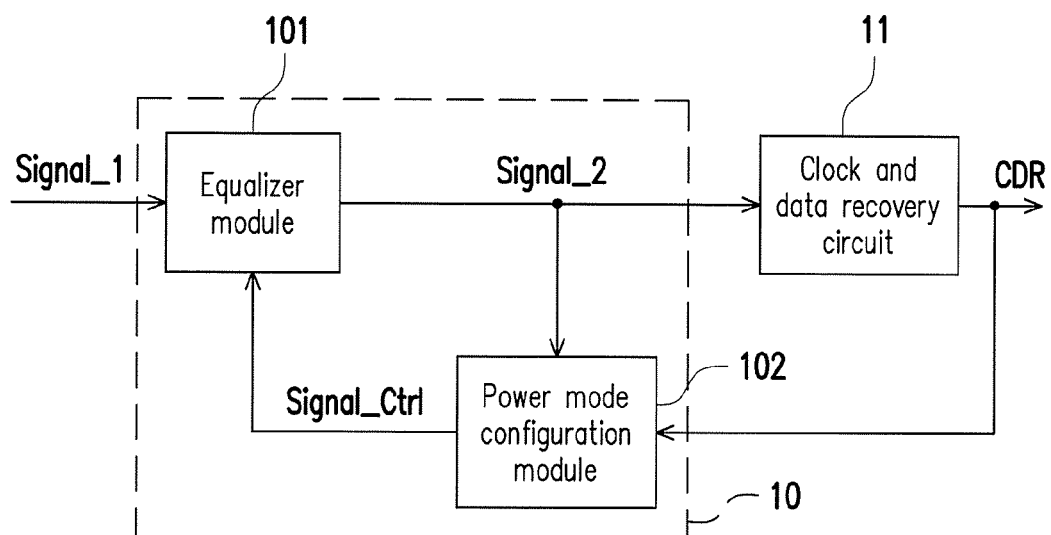 101
11
Signal_1
Equalizer
module
Signal_2
Clock and
data recovery
circuit
CDR
Signal_Ctrl
Power mode
configuration
module
102
10